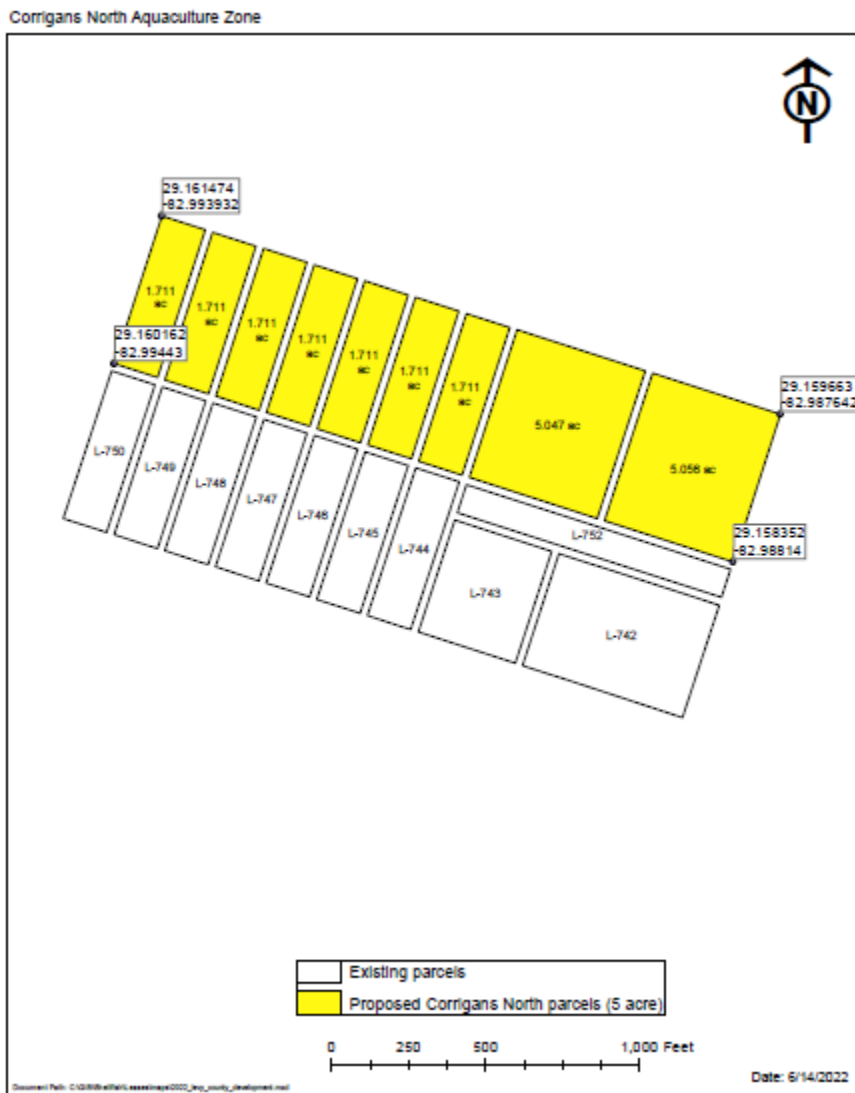 Corrigans North Aquaculture Zone
N
29.161474
-82.993932
1.711
ac
1.711
ac
1.711
ac
1.711
ac
1.711
ac
1.711
ac
1.711
ac
29.160162
-82.99443
29.159663
-82.987642
5.047 ac
5.056 ac
L-750
L-749
L-748
L-747
L-746
L-745
L-744
L-752
29.158352
-82.98814
L-743
L-742
Existing parcels
Proposed Corrigans North parcels (5 acre)
0 250 500 1,000 Feet
Date: 6/14/2022
Document Path: